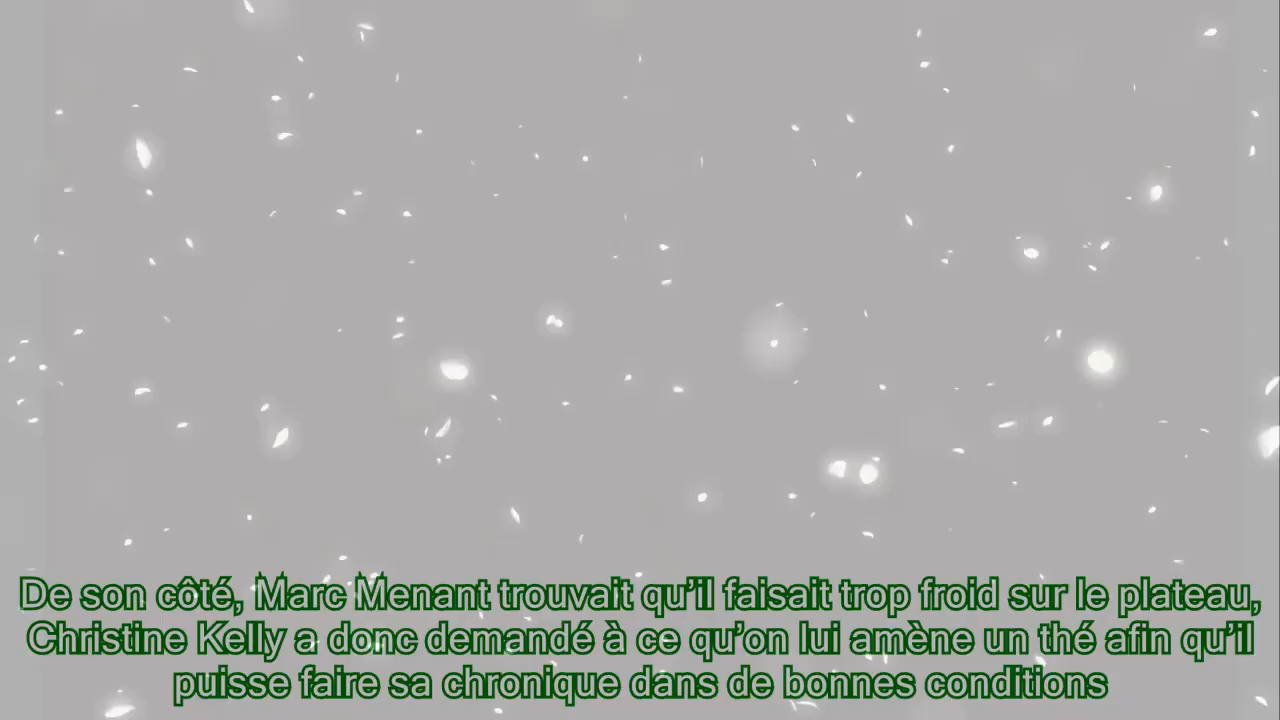 De son côté, Marc Menant trouvait qu’il faisait trop froid sur le plateau,
Christine Kelly a donc demandé à ce qu’on lui amène un thé afin qu’il
puisse faire sa chronique dans de bonnes conditions